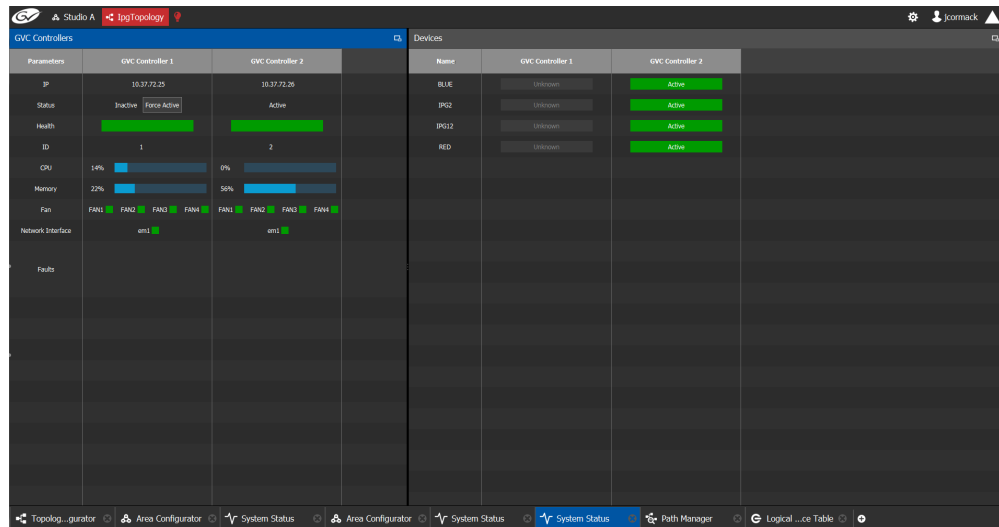 GV Studio A IpgTopology jcormack
GVC Controllers Devices
Parameters GVC Controller 1 GVC Controller 2 Name GVC Controller 1 GVC Controller 2
IP 10.37.72.25 10.37.72.26 BLUE Unknown Active
Status Inactive Force Active Active IPG2 Unknown Active
Health IPG12 Unknown Active
ID 1 2 RED Unknown Active
CPU 14% 0%
Memory 22% 56%
Fan FAN1 FAN2 FAN3 FAN4 FAN1 FAN2 FAN3 FAN4
Network Interface em1 em1
Faults
Topolog...gurator Area Configurator System Status Area Configurator System Status System Status Path Manager Logical ...ce Table